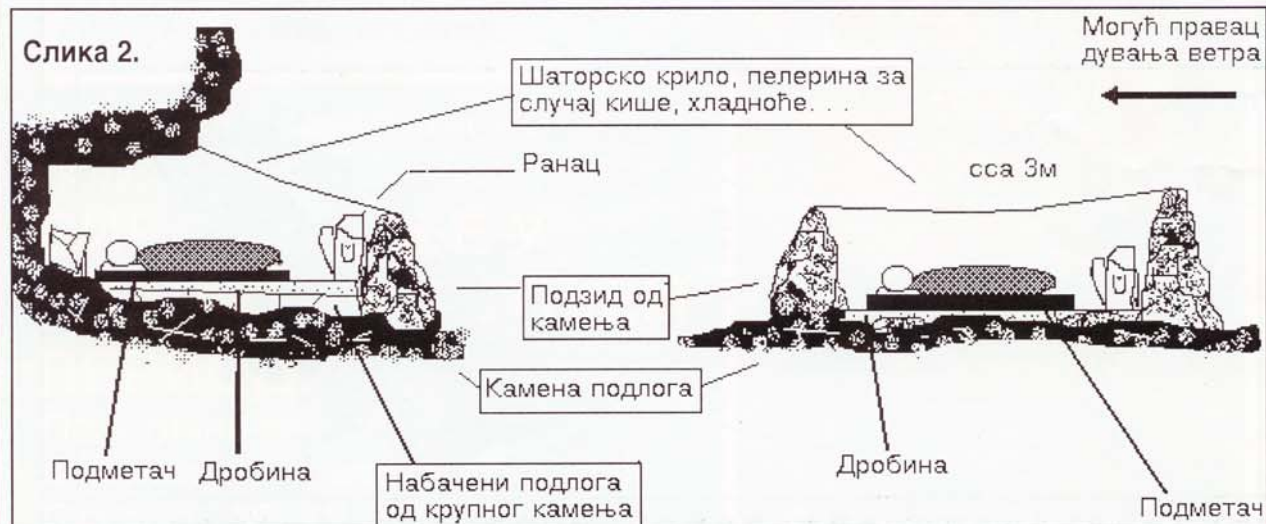 Слика 2.
Могућ правац
дувања ветра
Шаторско крило, пелерина за
случај кише, хладноће. . .
Ранац
сса 3м
Подзид од
камења
Камена подлога
Подметач
Дробина
Набачени подлога
од крупног камења
Дробина
Подметач